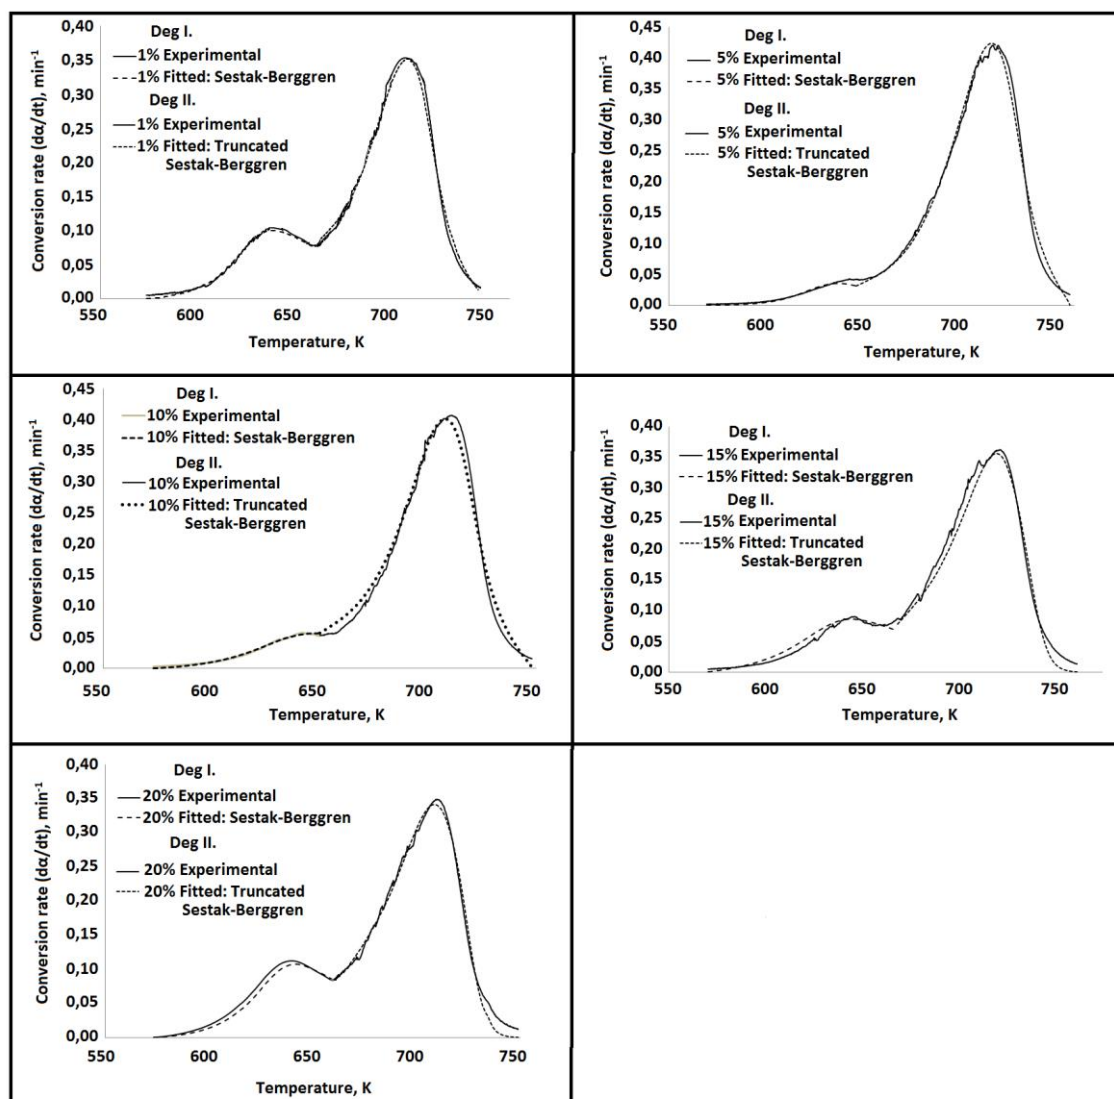 0,40
0,35
0,30
0,25
0,20
0,15
0,10
0,05
0,00
Conversion rate (dα/dt), min⁻¹
Deg I.
1% Experimental
1% Fitted: Sestak-Berggren
Deg II.
1% Experimental
1% Fitted: Truncated
Sestak-Berggren
550 600 650 700 750
Temperature, K
0,45
0,40
0,35
0,30
0,25
0,20
0,15
0,10
0,05
0,00
Conversion rate (dα/dt), min⁻¹
Deg I.
5% Experimental
5% Fitted: Sestak-Berggren
Deg II.
5% Experimental
5% Fitted: Truncated
Sestak-Berggren
550 600 650 700 750
Temperature, K
0,45
0,40
0,35
0,30
0,25
0,20
0,15
0,10
0,05
0,00
Conversion rate (dα/dt), min⁻¹
Deg I.
10% Experimental
10% Fitted: Sestak-Berggren
Deg II.
10% Experimental
10% Fitted: Truncated
Sestak-Berggren
550 600 650 700 750
Temperature, K
0,40
0,35
0,30
0,25
0,20
0,15
0,10
0,05
0,00
Conversion rate (dα/dt), min⁻¹
Deg I.
15% Experimental
15% Fitted: Sestak-Berggren
Deg II.
15% Experimental
15% Fitted: Truncated
Sestak-Berggren
550 600 650 700 750
Temperature, K
0,40
0,35
0,30
0,25
0,20
0,15
0,10
0,05
0,00
Conversion rate (dα/dt), min⁻¹
Deg I.
20% Experimental
20% Fitted: Sestak-Berggren
Deg II.
20% Experimental
20% Fitted: Truncated
Sestak-Berggren
550 600 650 700 750
Temperature, K